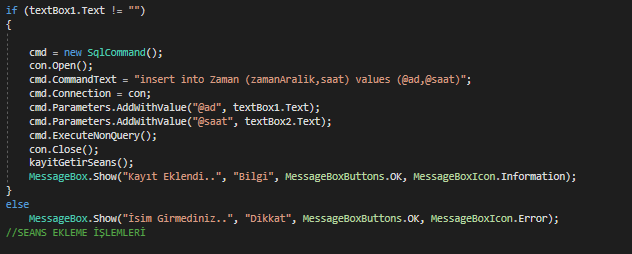 if (textBox1.Text != "")
{
cmd = new SqlCommand();
con.Open();
cmd.CommandText = "insert into Zaman (zamanAralik,saat) values (@ad,@saat)";
cmd.Connection = con;
cmd.Parameters.AddWithValue("@ad", textBox1.Text);
cmd.Parameters.AddWithValue("@saat", textBox2.Text);
cmd.ExecuteNonQuery();
con.Close();
kayitGetirSeans();
MessageBox.Show("Kayıt Eklendi..", "Bilgi", MessageBoxButtons.OK, MessageBoxIcon.Information);
}
else
MessageBox.Show("İsim Girmediniz..", "Dikkat", MessageBoxButtons.OK, MessageBoxIcon.Error);
//SEANS EKLEME İŞLEMLERİ